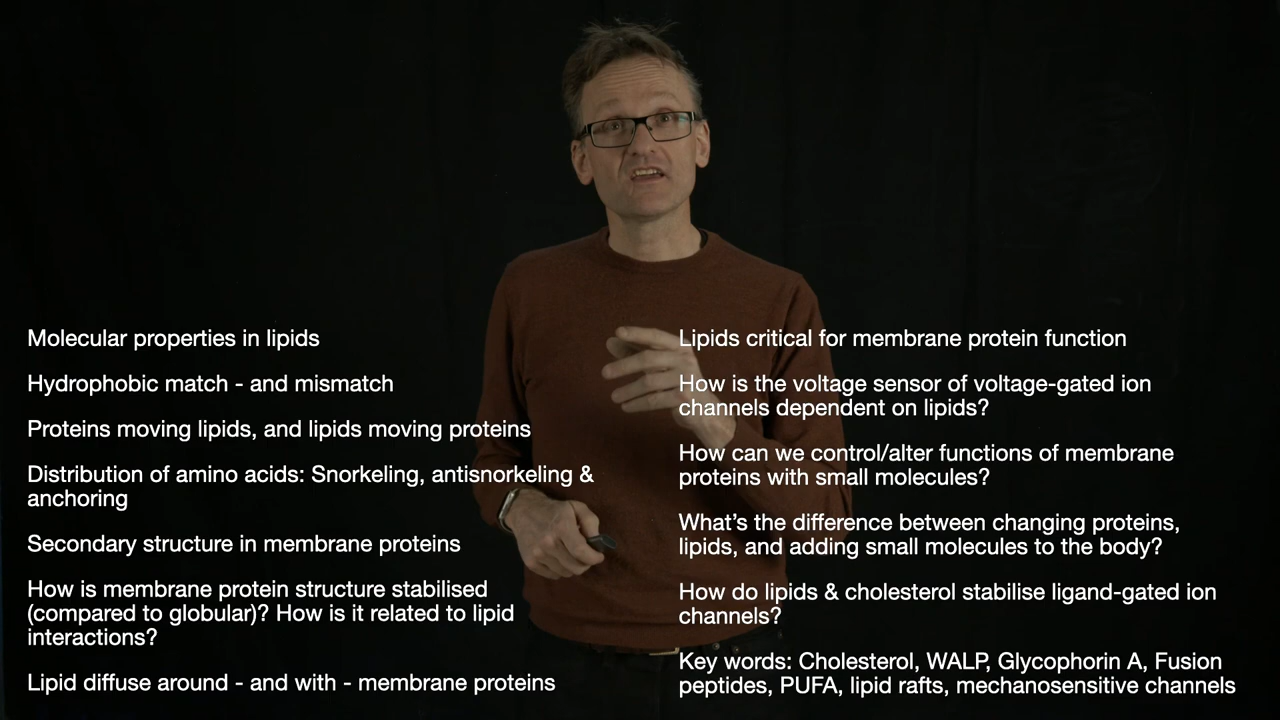 Molecular properties in lipids
Hydrophobic match - and mismatch
Proteins moving lipids, and lipids moving proteins
Distribution of amino acids: Snorkeling, antisnorkeling &
anchoring
Secondary structure in membrane proteins
How is membrane protein structure stabilised
(compared to globular)? How is it related to lipid
interactions?
Lipid diffuse around - and with - membrane proteins
Lipids critical for membrane protein function
How is the voltage sensor of voltage-gated ion
channels dependent on lipids?
How can we control/alter functions of membrane
proteins with small molecules?
What’s the difference between changing proteins,
lipids, and adding small molecules to the body?
How do lipids & cholesterol stabilise ligand-gated ion
channels?
Key words: Cholesterol, WALP, Glycophorin A, Fusion
peptides, PUFA, lipid rafts, mechanosensitive channels